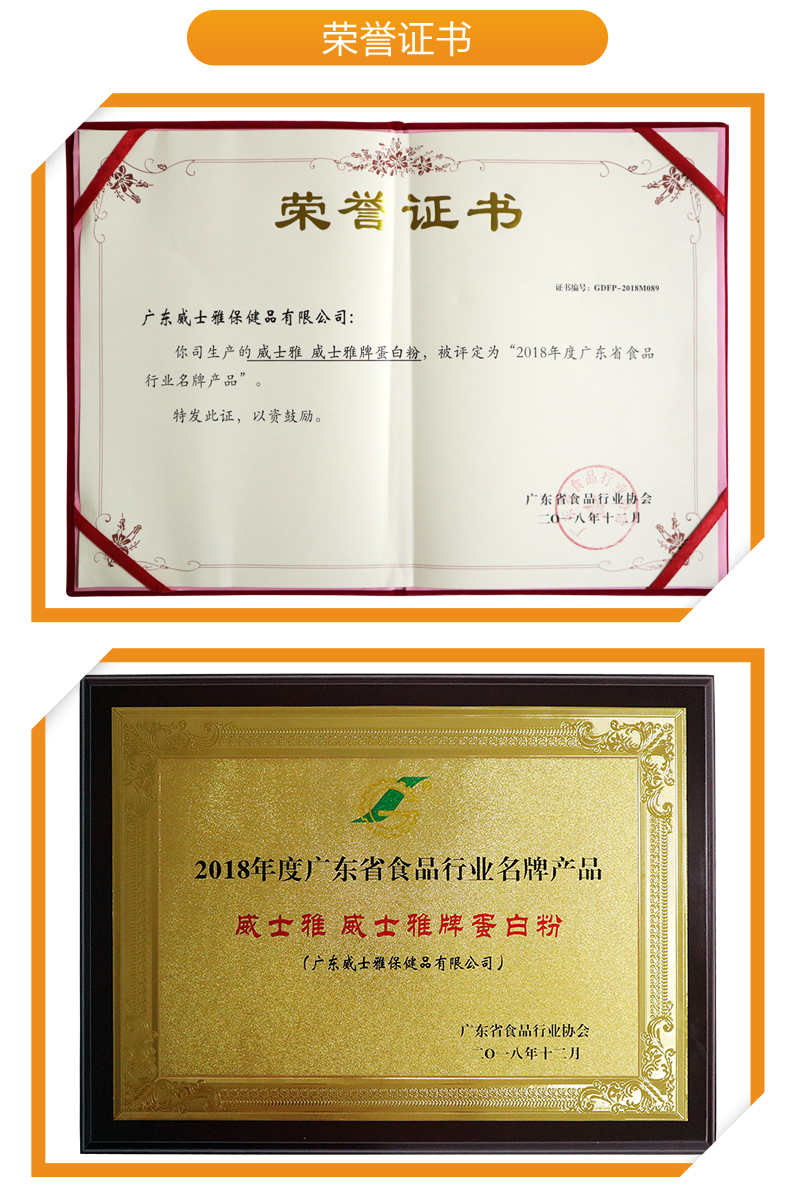 荣誉证书
荣誉证书
证书编号：GDFP-2018M089
广东威士雅保健品有限公司：
你司生产的 威士雅 威士雅牌蛋白粉，被评定为“2018年度广东省食品
行业名牌产品”。
特发此证，以资鼓励。
广东省食品行业协会
二〇一八年十二月
2018年度广东省食品行业名牌产品
威士雅 威士雅牌蛋白粉
（广东威士雅保健品有限公司）
广东省食品行业协会
二〇一八年十二月